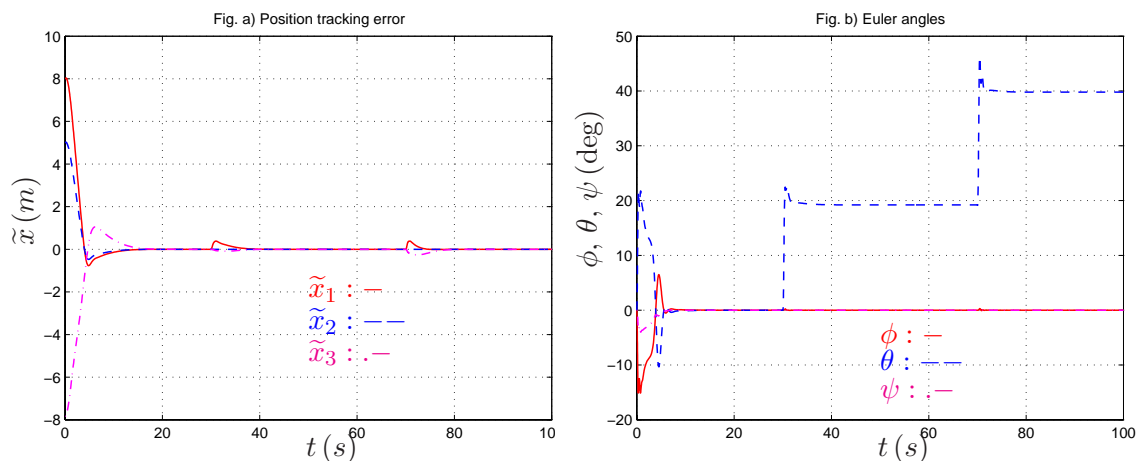 Fig. a) Position tracking error
10
8
6
4
2
0
−2
−4
−6
−8
0
20
40
60
80
10
x̃ (m)
t (s)
x̃₁ : −
x̃₂ : −−
x̃₃ : .−
Fig. b) Euler angles
50
40
30
20
10
0
−10
−20
0
20
40
60
80
100
ϕ, θ, ψ (deg)
t (s)
ϕ : −
θ : −−
ψ : .−